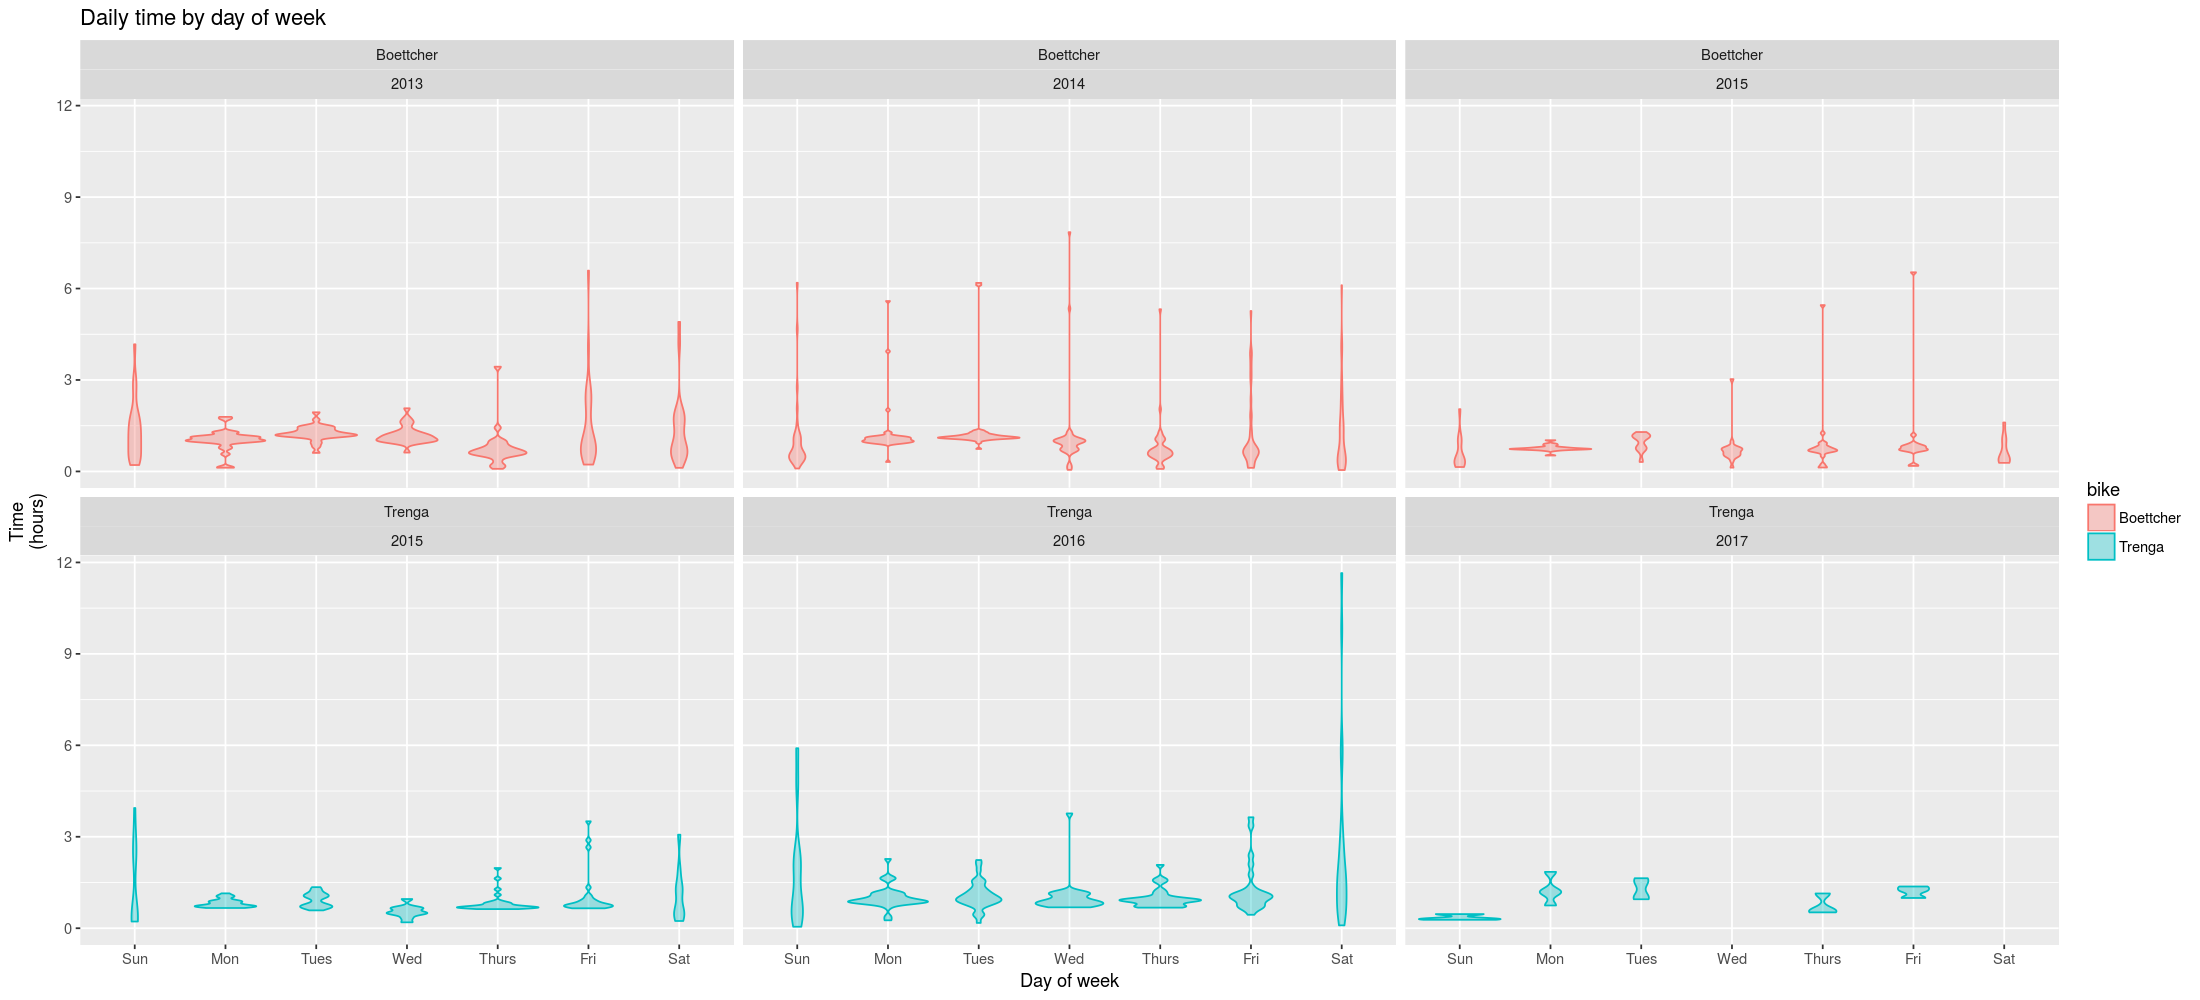 Daily time by day of week
Boettcher
2013
Boettcher
2014
Boettcher
2015
12
9
6
3
0
Trenga
2015
Trenga
2016
Trenga
2017
12
9
6
3
0
Time
(hours)
Sun Mon Tues Wed Thurs Fri Sat
Sun Mon Tues Wed Thurs Fri Sat
Sun Mon Tues Wed Thurs Fri Sat
Day of week
bike
Boettcher
Trenga